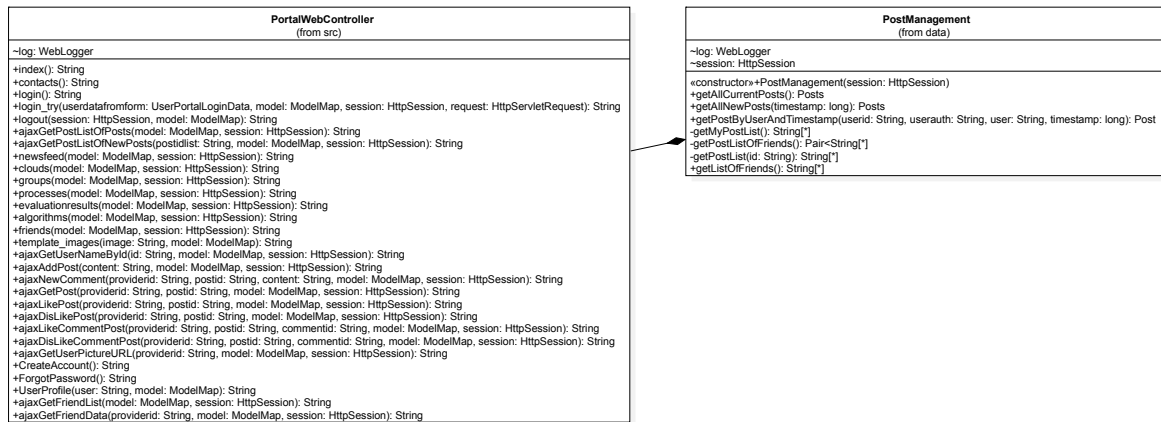 PortalWebController
(from src)
~log: WebLogger
+index(): String
+contacts(): String
+login(): String
+login_try(userdatafromform: UserPortalLoginData, model: ModelMap, session: HttpSession, request: HttpServletRequest): String
+logout(session: HttpSession, model: ModelMap): String
+ajaxGetPostListOfPosts(model: ModelMap, session: HttpSession): String
+ajaxGetPostListOfNewPosts(postidlist: String, model: ModelMap, session: HttpSession): String
+newsfeed(model: ModelMap, session: HttpSession): String
+clouds(model: ModelMap, session: HttpSession): String
+groups(model: ModelMap, session: HttpSession): String
+processes(model: ModelMap, session: HttpSession): String
+evaluationresults(model: ModelMap, session: HttpSession): String
+algorithms(model: ModelMap, session: HttpSession): String
+friends(model: ModelMap, session: HttpSession): String
+template_images(image: String, model: ModelMap): String
+ajaxGetUserNameById(id: String, model: ModelMap, session: HttpSession): String
+ajaxAddPost(content: String, model: ModelMap, session: HttpSession): String
+ajaxNewComment(providerid: String, postid: String, content: String, model: ModelMap, session: HttpSession): String
+ajaxGetPost(providerid: String, postid: String, model: ModelMap, session: HttpSession): String
+ajaxLikePost(providerid: String, postid: String, model: ModelMap, session: HttpSession): String
+ajaxDisLikePost(providerid: String, postid: String, model: ModelMap, session: HttpSession): String
+ajaxLikeCommentPost(providerid: String, postid: String, commentid: String, model: ModelMap, session: HttpSession): String
+ajaxDisLikeCommentPost(providerid: String, postid: String, commentid: String, model: ModelMap, session: HttpSession): String
+ajaxGetUserPictureURL(providerid: String, model: ModelMap, session: HttpSession): String
+CreateAccount(): String
+ForgotPassword(): String
+UserProfile(user: String, model: ModelMap): String
+ajaxGetFriendList(model: ModelMap, session: HttpSession): String
+ajaxGetFriendData(providerid: String, model: ModelMap, session: HttpSession): String
PostManagement
(from data)
~log: WebLogger
~session: HttpSession
«constructor»+PostManagement(session: HttpSession)
+getAllCurrentPosts(): Posts
+getAllNewPosts(timestamp: long): Posts
+getPostByUserAndTimestamp(userid: String, userauth: String, user: String, timestamp: long): Post
-getMyPostList(): String[*]
-getPostListOfFriends(): Pair<String[*]
-getPostList(id: String): String[*]
+getListOfFriends(): String[*]